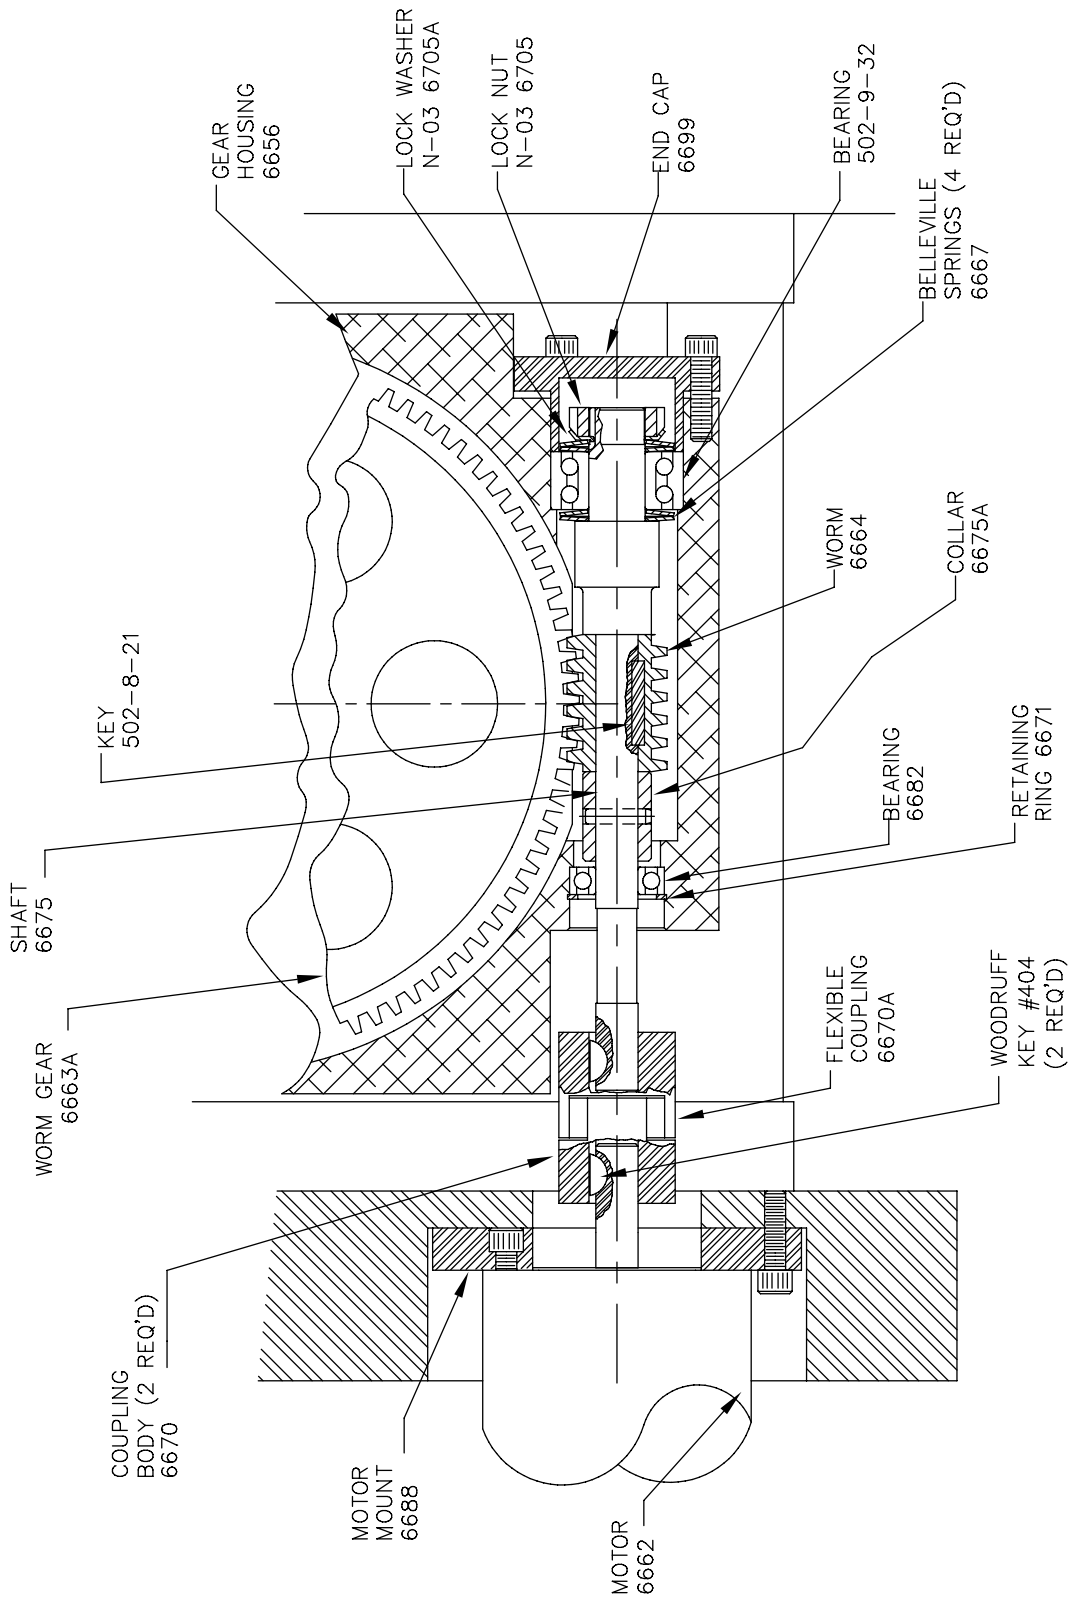 GEAR
HOUSING
6656
LOCK WASHER
N-03 6705A
LOCK NUT
N-03 6705
END CAP
6699
BEARING
502-9-32
BELLEVILLE
SPRINGS (4 REQ'D)
6667
KEY
502-8-21
WORM
6664
COLLAR
6675A
SHAFT
6675
BEARING
6682
RETAINING
RING 6671
WORM GEAR
6663A
FLEXIBLE
COUPLING
6670A
WOODRUFF
KEY #404
(2 REQ'D)
COUPLING
BODY (2 REQ'D)
6670
MOTOR
MOUNT
6688
MOTOR
6662